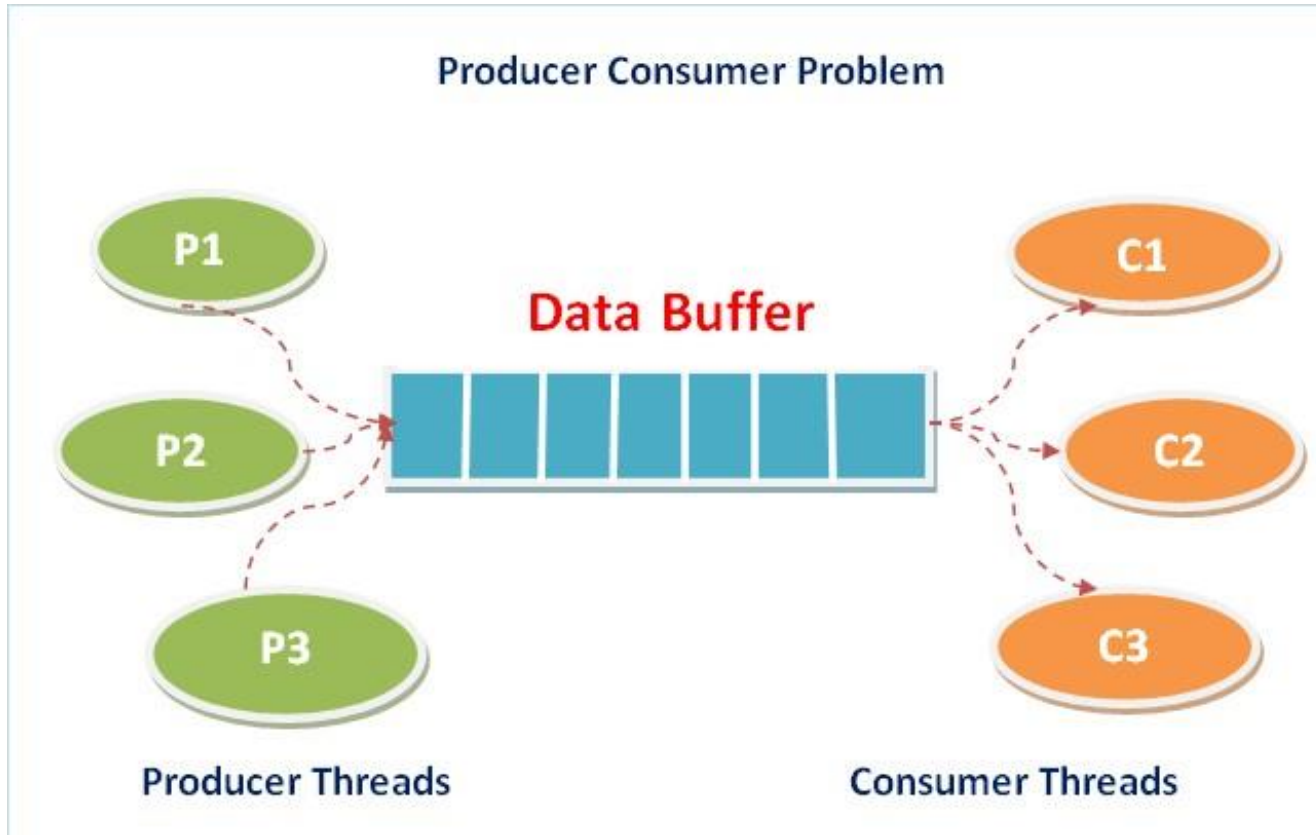 Producer Consumer Problem
P1
C1
Data Buffer
P2
C2
P3
C3
Producer Threads
Consumer Threads